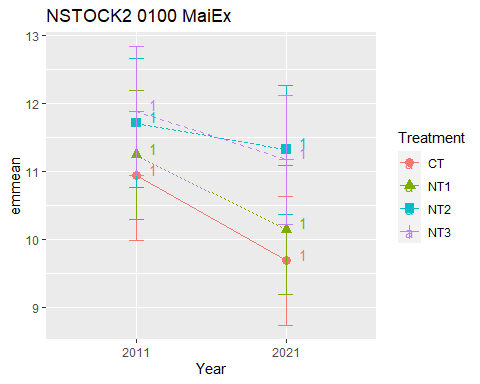 NSTOCK2 0100 MaiEx
13
12
11
10
9
emmean
1
1
1
1
1
1
1
1
2011
2021
Year
Treatment
a CT
a NT1
a NT2
a NT3